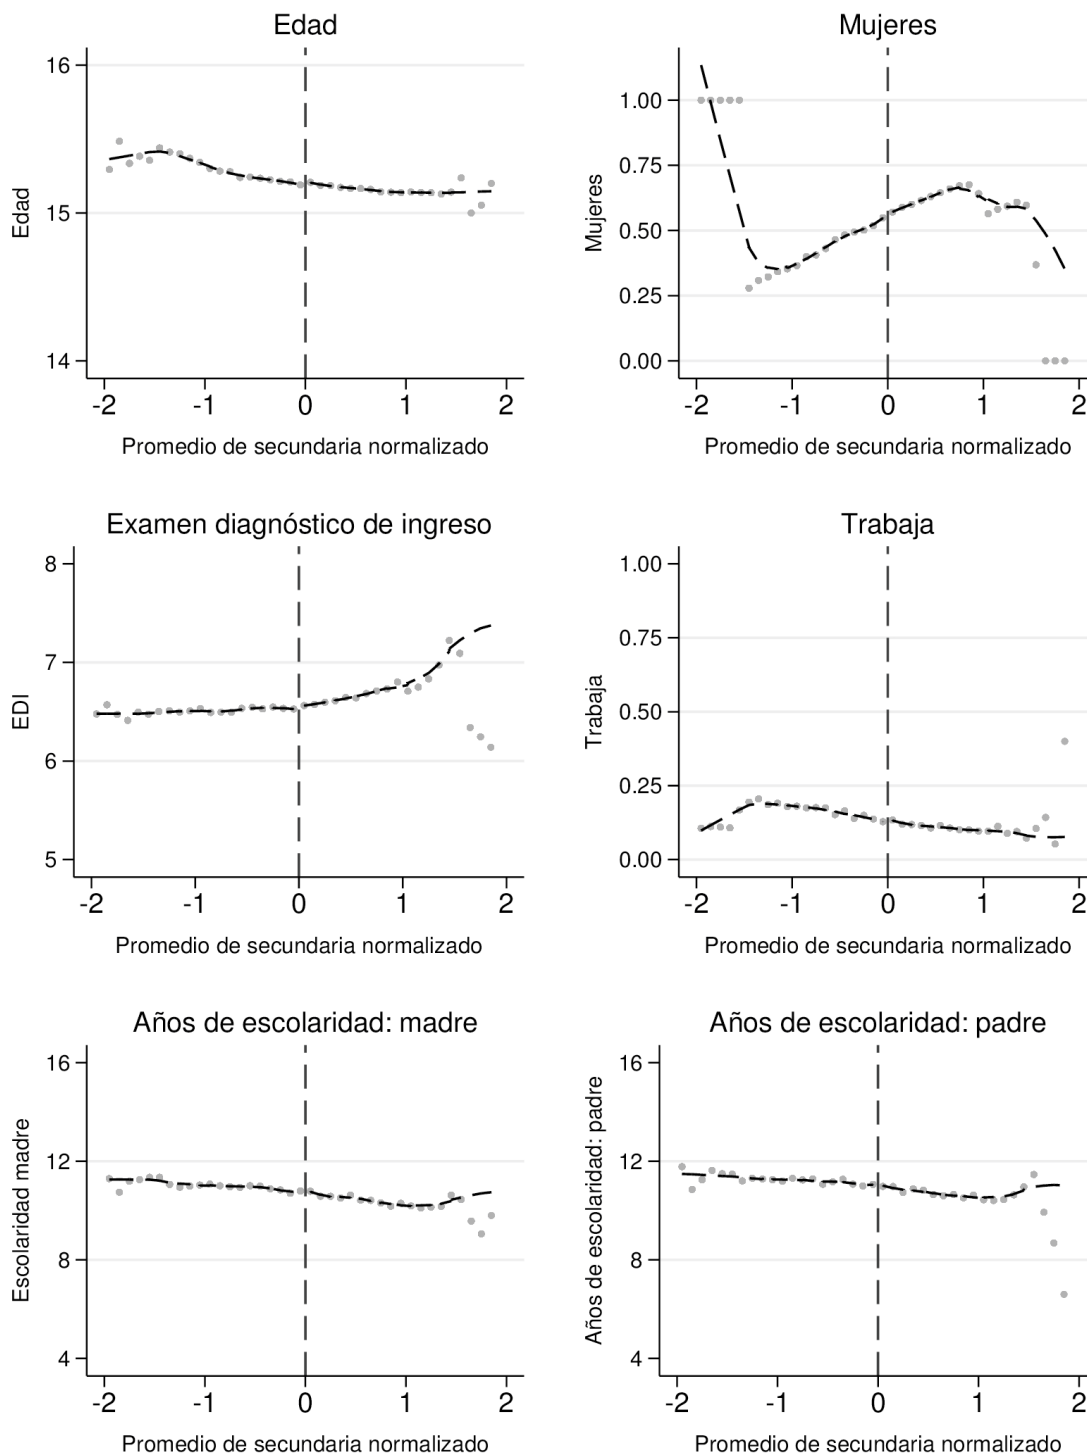 Edad
Mujeres
16
15
14
Edad
-2 -1 0 1 2
Promedio de secundaria normalizado
1.00
0.75
0.50
0.25
0.00
Mujeres
-2 -1 0 1 2
Promedio de secundaria normalizado
Examen diagnóstico de ingreso
Trabaja
8
7
6
5
EDI
-2 -1 0 1 2
Promedio de secundaria normalizado
1.00
0.75
0.50
0.25
0.00
Trabaja
-2 -1 0 1 2
Promedio de secundaria normalizado
Años de escolaridad: madre
Años de escolaridad: padre
16
12
8
4
Escolaridad madre
-2 -1 0 1 2
Promedio de secundaria normalizado
16
12
8
4
Años de escolaridad: padre
-2 -1 0 1 2
Promedio de secundaria normalizado